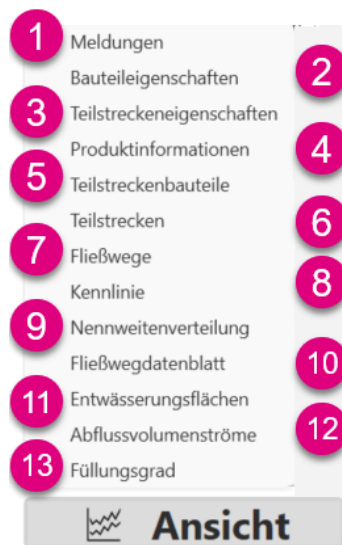 1 Meldungen
Bauteileigenschaften 2
3 Teilstreckeneigenschaften
Produktinformationen 4
5 Teilstreckenbauteile
Teilstrecken 6
7 Fließwege
Kennlinie 8
9 Nennweitenverteilung
Fließwegdatenblatt 10
11 Entwässerungsflächen
Abflussvolumenströme 12
13 Füllungsgrad
Ansicht